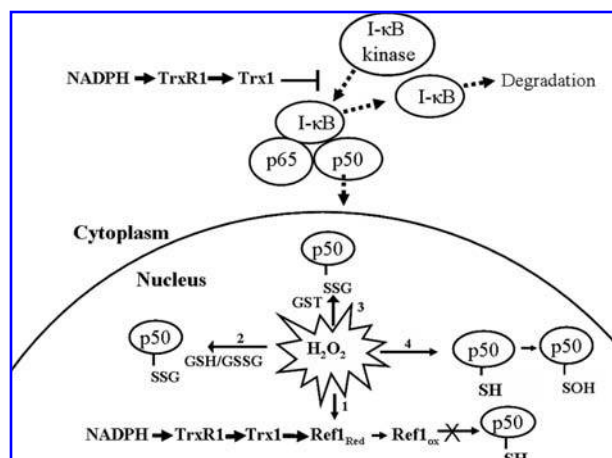 I-κB
kinase
NADPH TrxR1 Trx1
I-κB Degradation
I-κB
p65 p50
Cytoplasm
p50
Nucleus
SSG
GST 3
p50 2 H₂O₂ 4 p50 p50
GSH/GSSG
SSG SH SOH
1
p50
NADPH TrxR1 Trx1 Ref1Red Ref1ox
SH